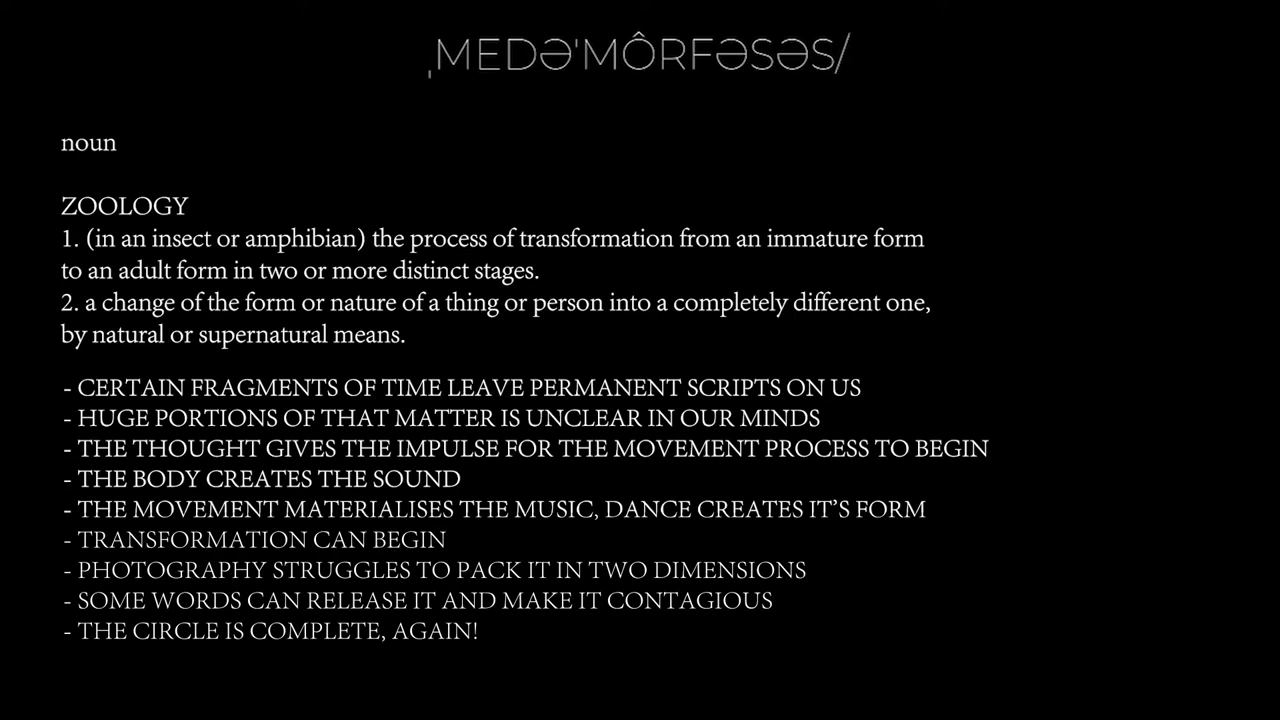 ˌMEDƏˈMÔRFƏSƏS/
noun
ZOOLOGY
1. (in an insect or amphibian) the process of transformation from an immature form
to an adult form in two or more distinct stages.
2. a change of the form or nature of a thing or person into a completely different one,
by natural or supernatural means.
- CERTAIN FRAGMENTS OF TIME LEAVE PERMANENT SCRIPTS ON US
- HUGE PORTIONS OF THAT MATTER IS UNCLEAR IN OUR MINDS
- THE THOUGHT GIVES THE IMPULSE FOR THE MOVEMENT PROCESS TO BEGIN
- THE BODY CREATES THE SOUND
- THE MOVEMENT MATERIALISES THE MUSIC, DANCE CREATES IT’S FORM
- TRANSFORMATION CAN BEGIN
- PHOTOGRAPHY STRUGGLES TO PACK IT IN TWO DIMENSIONS
- SOME WORDS CAN RELEASE IT AND MAKE IT CONTAGIOUS
- THE CIRCLE IS COMPLETE, AGAIN!